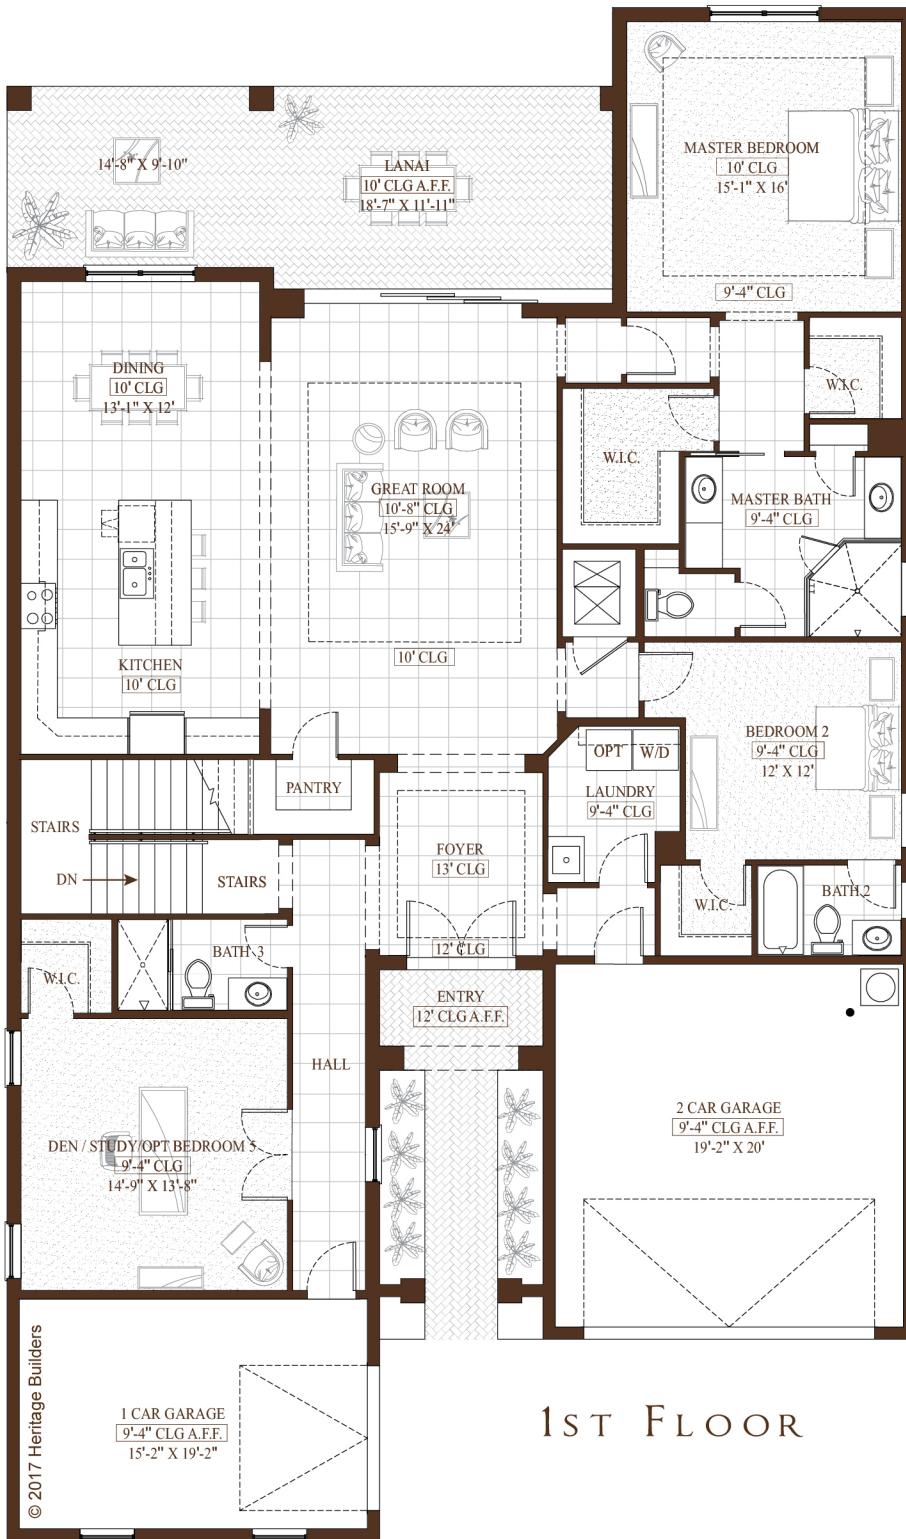 MASTER BEDROOM
10' CLG
15'-1" X 16'
9'-4" CLG
14'-8" X 9'-10"
LANAI
10' CLG A.F.F.
18'-7" X 11'-11"
DINING
10' CLG
13'-1" X 12'
W.I.C.
W.I.C.
GREAT ROOM
10'-8" CLG
15'-9" X 24'
10' CLG
MASTER BATH
9'-4" CLG
KITCHEN
10' CLG
BEDROOM 2
9'-4" CLG
12' X 12'
OPT
W/D
LAUNDRY
9'-4" CLG
PANTRY
STAIRS
DN
STAIRS
FOYER
13' CLG
12' CLG
W.I.C.
BATH 2
W.I.C.
BATH 3
ENTRY
12' CLG A.F.F.
HALL
DEN / STUDY/OPT BEDROOM 5
9'-4" CLG
14'-9" X 13'-8"
2 CAR GARAGE
9'-4" CLG A.F.F.
19'-2" X 20'
1 CAR GARAGE
9'-4" CLG A.F.F.
15'-2" X 19'-2"
1ST FLOOR
© 2017 Heritage Builders